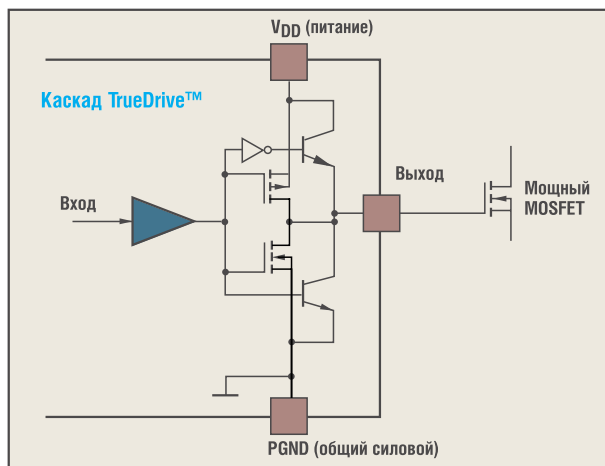 VDD (питание)
Каскад TrueDrive™
Выход
Вход
Мощный
MOSFET
PGND (общий силовой)